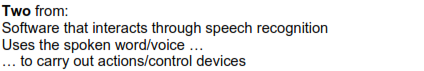 Two from:
Software that interacts through speech recognition
Uses the spoken word/voice …
… to carry out actions/control devices